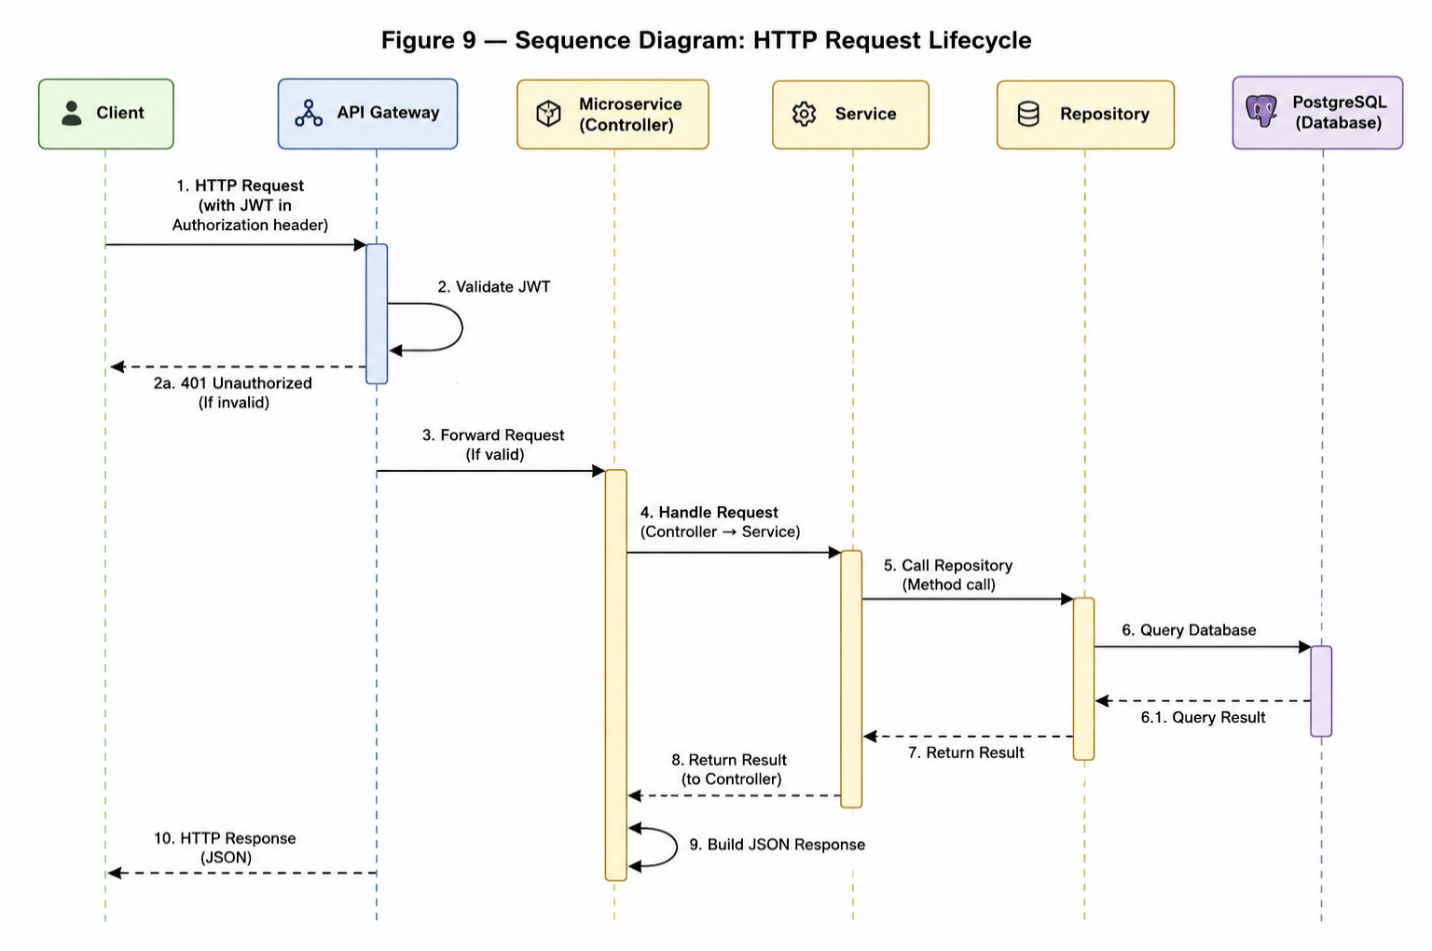 Figure 9 — Sequence Diagram: HTTP Request Lifecycle
Client
API Gateway
Microservice
(Controller)
Service
Repository
PostgreSQL
(Database)
1. HTTP Request
(with JWT in
Authorization header)
2. Validate JWT
2a. 401 Unauthorized
(If invalid)
3. Forward Request
(If valid)
4. Handle Request
(Controller → Service)
5. Call Repository
(Method call)
6. Query Database
6.1. Query Result
7. Return Result
8. Return Result
(to Controller)
9. Build JSON Response
10. HTTP Response
(JSON)